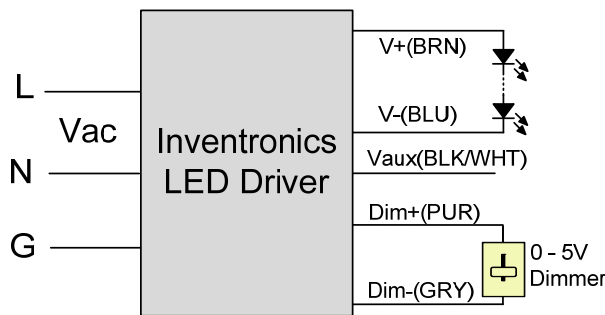 L
Vac
N
G
Inventronics
LED Driver
V+(BRN)
V-(BLU)
Vaux(BLK/WHT)
Dim+(PUR)
Dim-(GRY)
0 - 5V
Dimmer